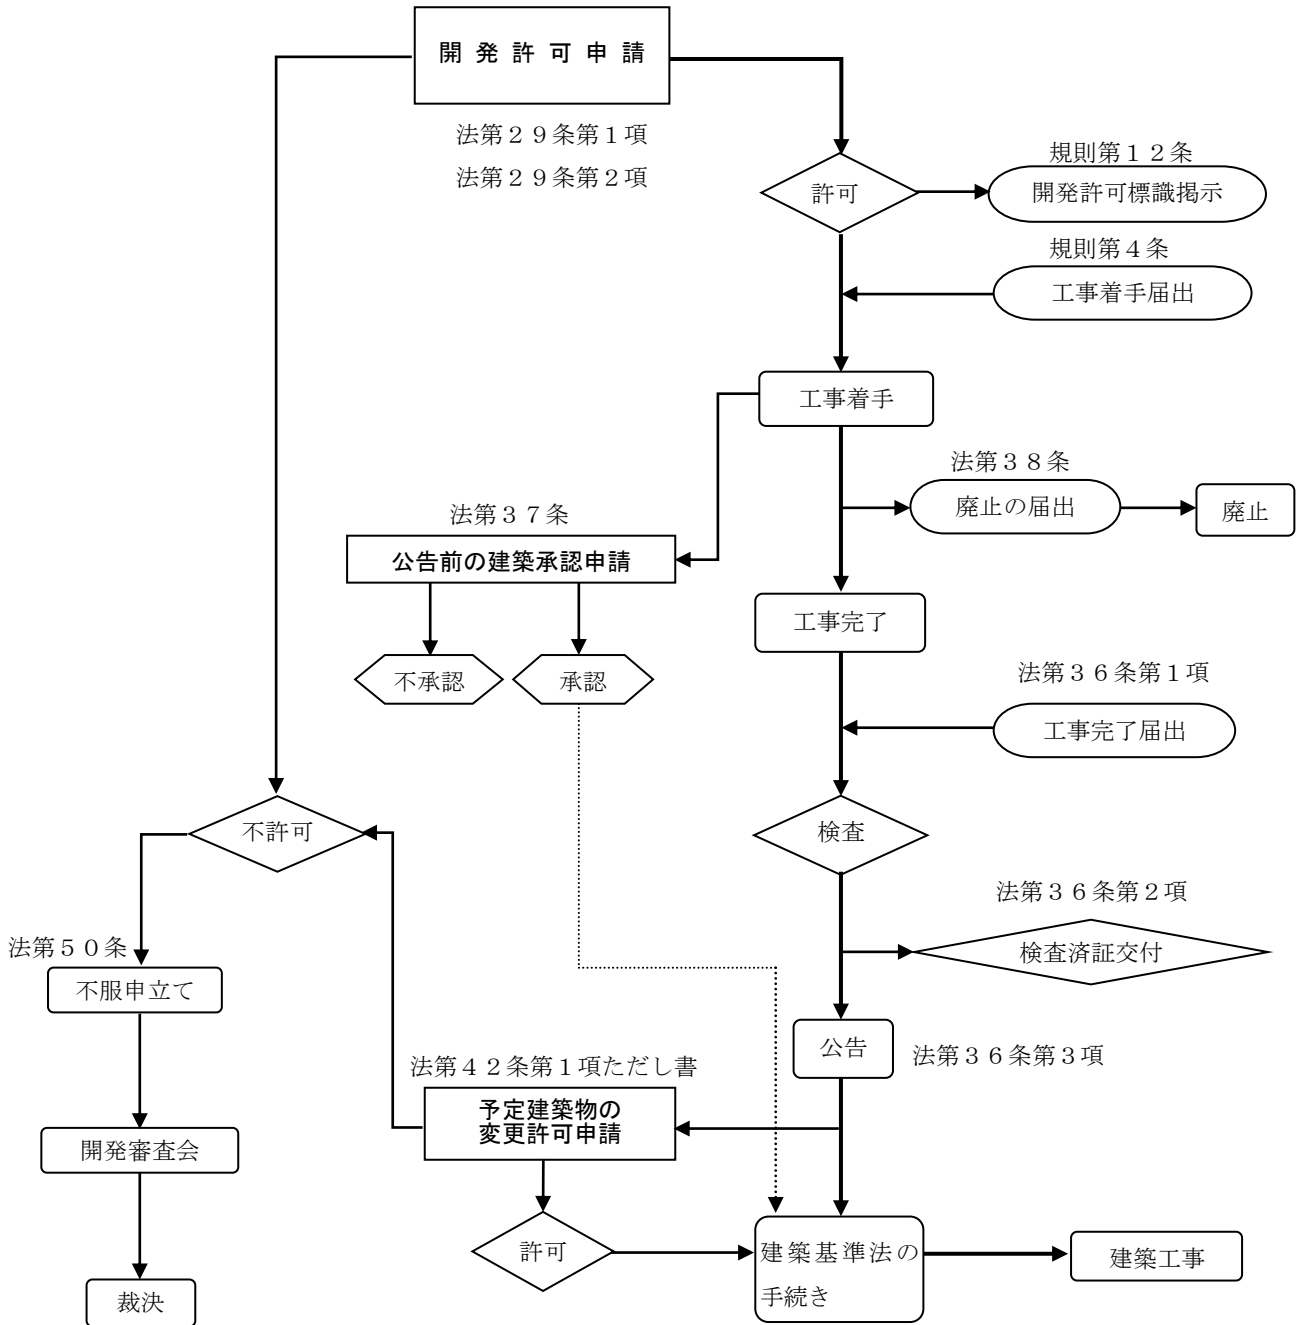 開発許可申請
法第２９条第１項
法第２９条第２項
許可
規則第１２条
開発許可標識掲示
規則第４条
工事着手届出
工事着手
法第３８条
廃止の届出
廃止
法第３７条
公告前の建築承認申請
不承認
承認
工事完了
法第３６条第１項
工事完了届出
不許可
検査
法第３６条第２項
検査済証交付
法第５０条
不服申立て
公告
法第３６条第３項
法第４２条第１項ただし書
予定建築物の
変更許可申請
開発審査会
許可
建築基準法の
手続き
建築工事
裁決